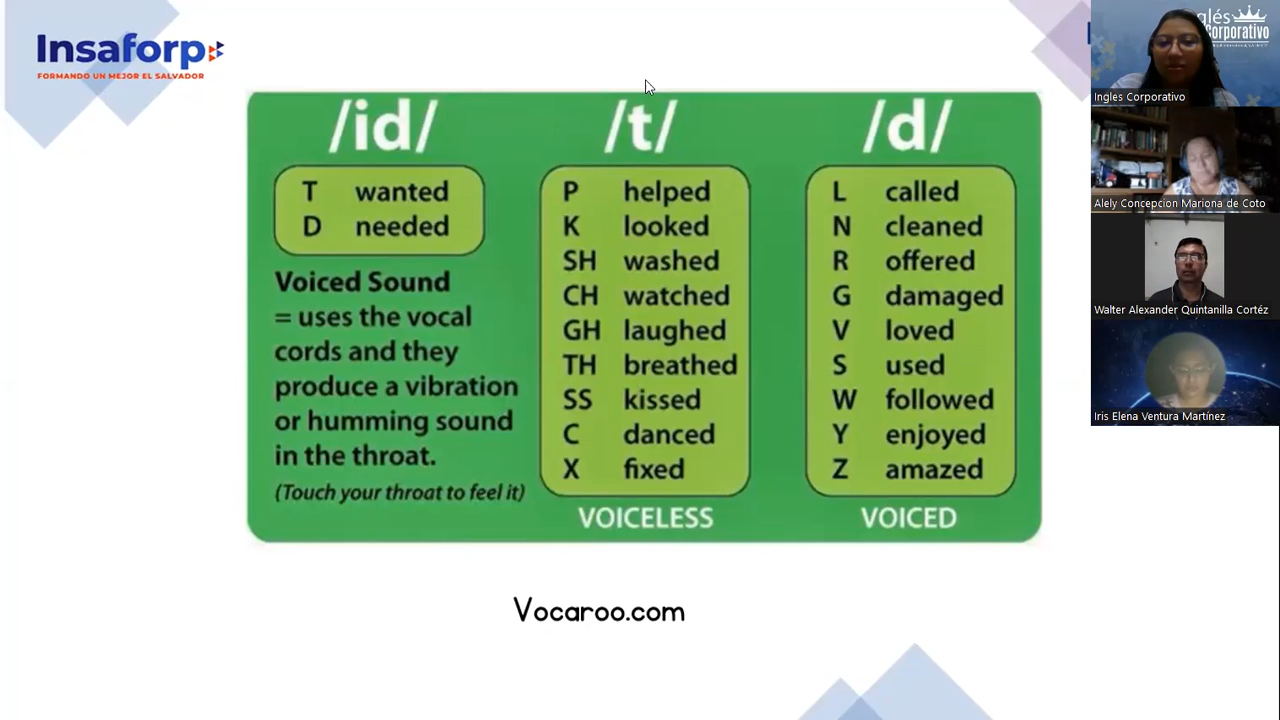 Insaforp
FORMANDO UN MEJOR EL SALVADOR
/id/
T wanted
D needed
Voiced Sound
= uses the vocal
cords and they
produce a vibration
or humming sound
in the throat.
(Touch your throat to feel it)
/t/
P helped
K looked
SH washed
CH watched
GH laughed
TH breathed
SS kissed
C danced
X fixed
VOICELESS
/d/
L called
N cleaned
R offered
G damaged
V loved
S used
W followed
Y enjoyed
Z amazed
VOICED
Vocaroo.com
Ingles Corporativo
Alely Concepcion Mariona de Coto
Walter Alexander Quintanilla Cortéz
Iris Elena Ventura Martínez